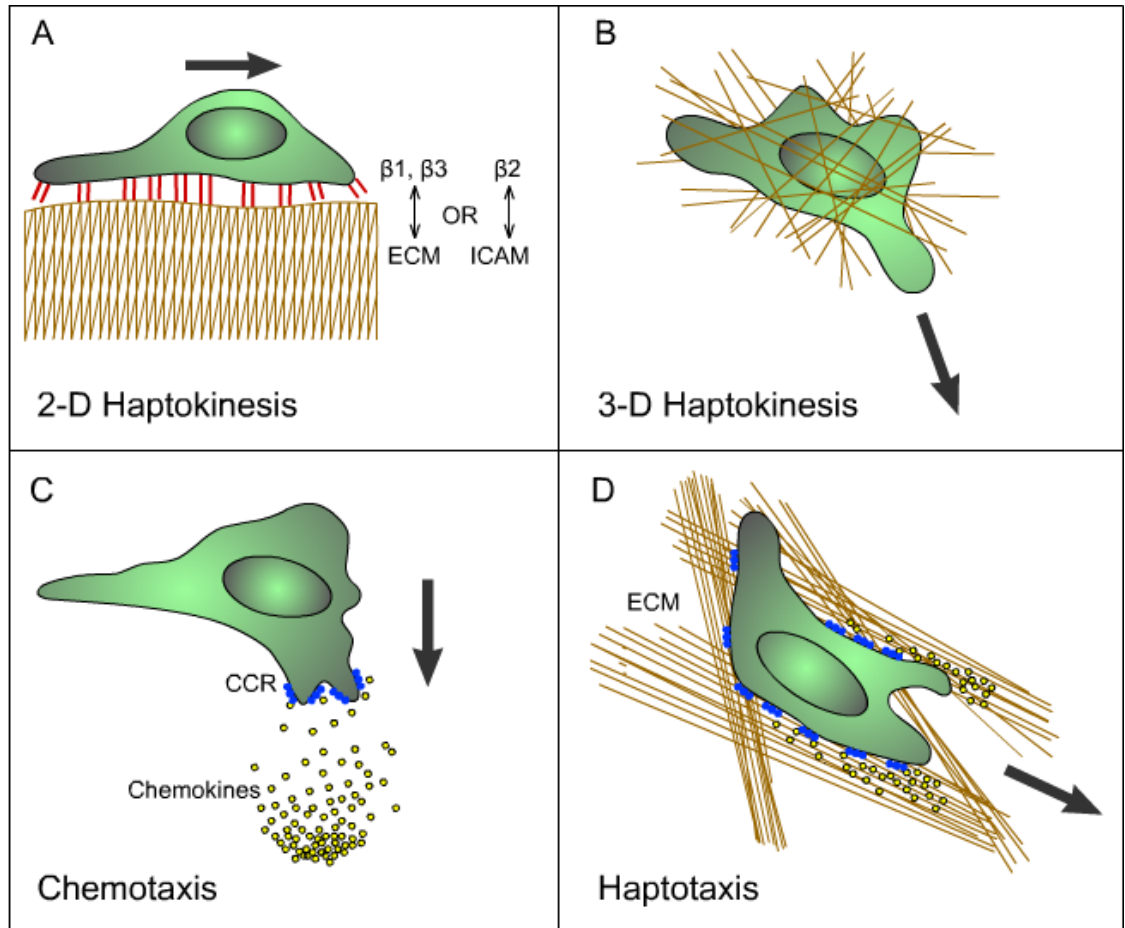 A
β1, β3 β2
OR
ECM ICAM
2-D Haptokinesis
B
3-D Haptokinesis
C
CCR
Chemokines
Chemotaxis
D
ECM
Haptotaxis